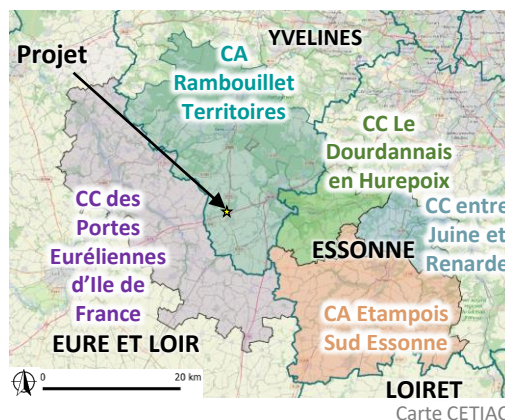 YVELINES
Projet
CA
Rambouillet
Territoires
CC Le
Dourdannais
en Hurepoix
CC des
Portes
Euréliennes
d'Ile de
France
CC entre
Juine et
Renarde
ESSONNE
CA Etampois
Sud Essonne
EURE ET LOIR
0 20 km
LOIRET
Carte CETIAC